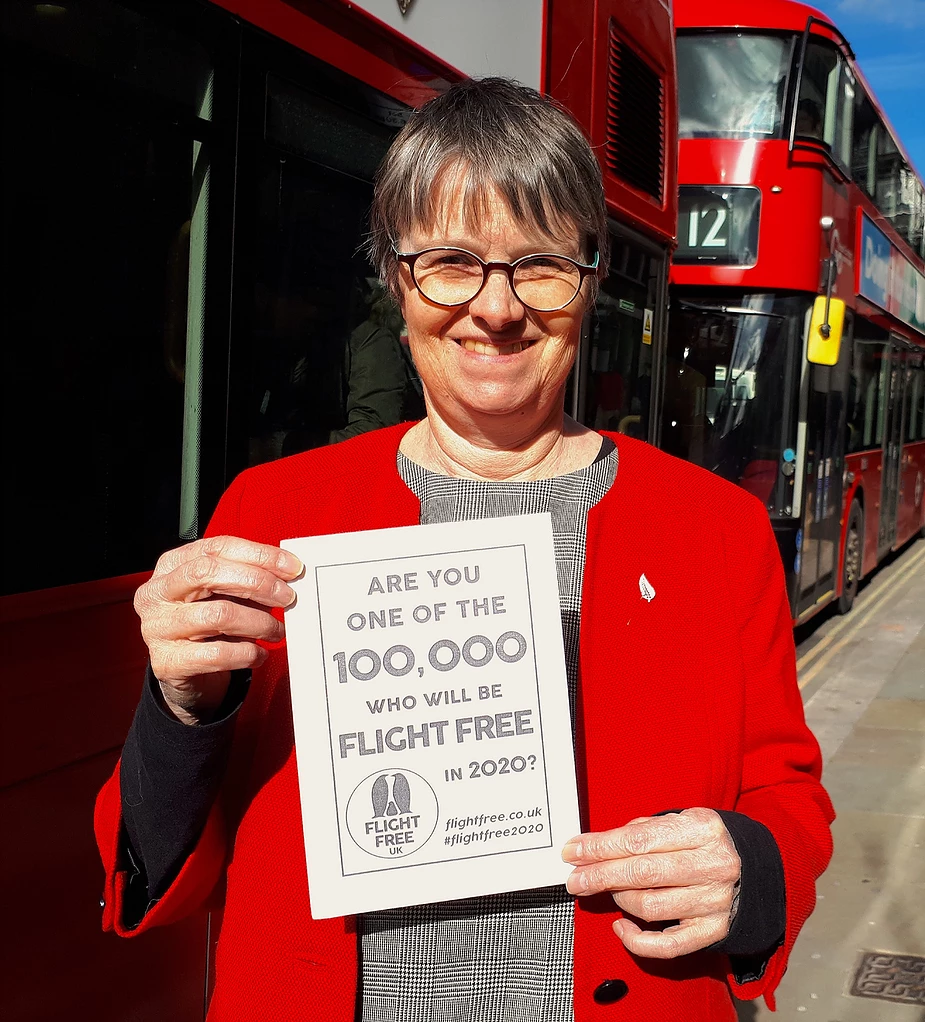 12
ARE YOU
ONE OF THE
100,000
WHO WILL BE
FLIGHT FREE
IN 2020?
FLIGHT
FREE
UK
flightfree.co.uk
#flightfree2020